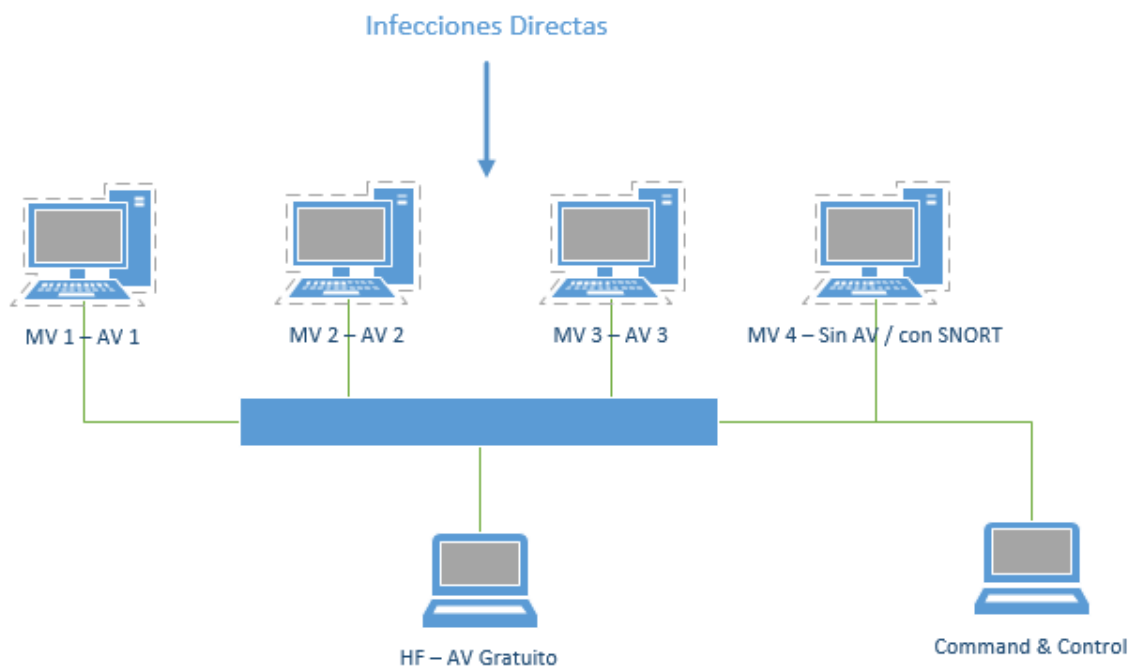 Infecciones Directas
MV 1 – AV 1
MV 2 – AV 2
MV 3 – AV 3
MV 4 – Sin AV / con SNORT
HF – AV Gratuito
Command & Control